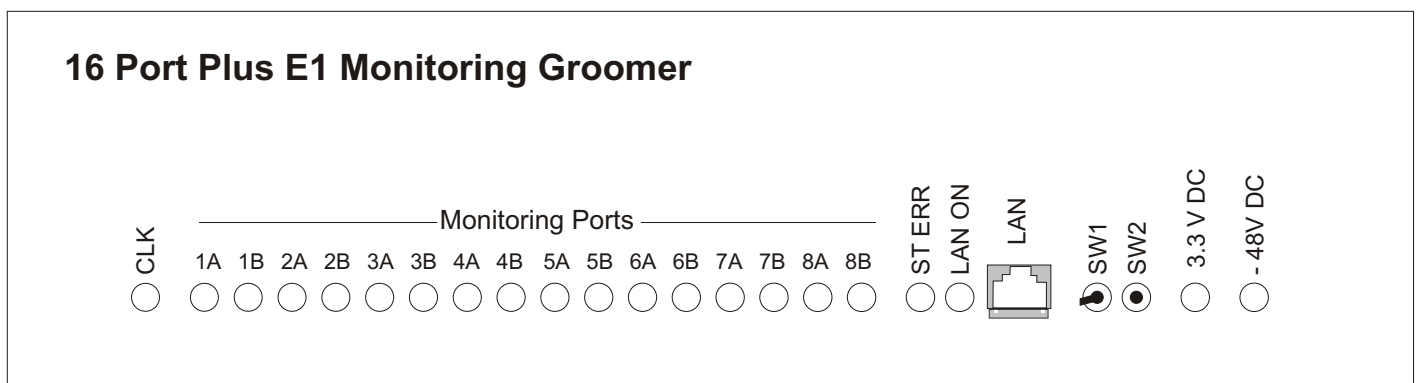 16 Port Plus E1 Monitoring Groomer
Monitoring Ports
CLK
1A 1B 2A 2B 3A 3B 4A 4B 5A 5B 6A 6B 7A 7B 8A 8B
ST ERR
LAN ON
LAN
SW1
SW2
3.3 V DC
- 48V DC